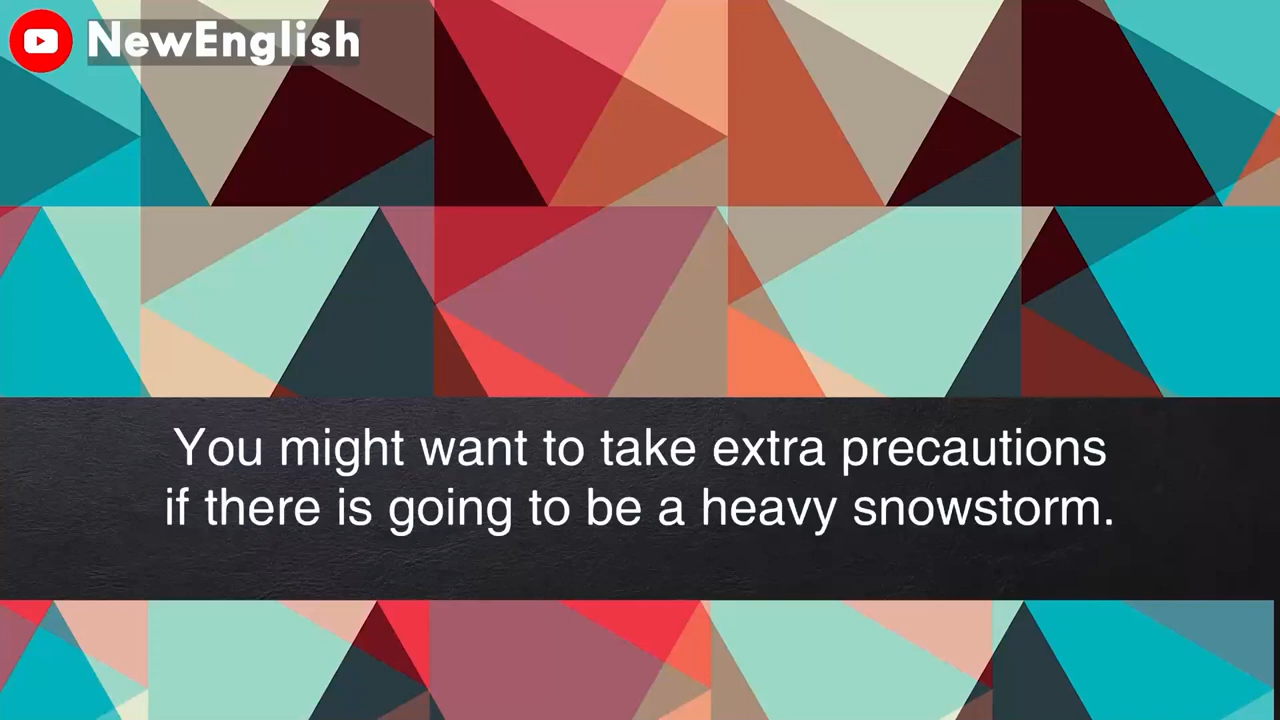 NewEnglish
You might want to take extra precautions
if there is going to be a heavy snowstorm.